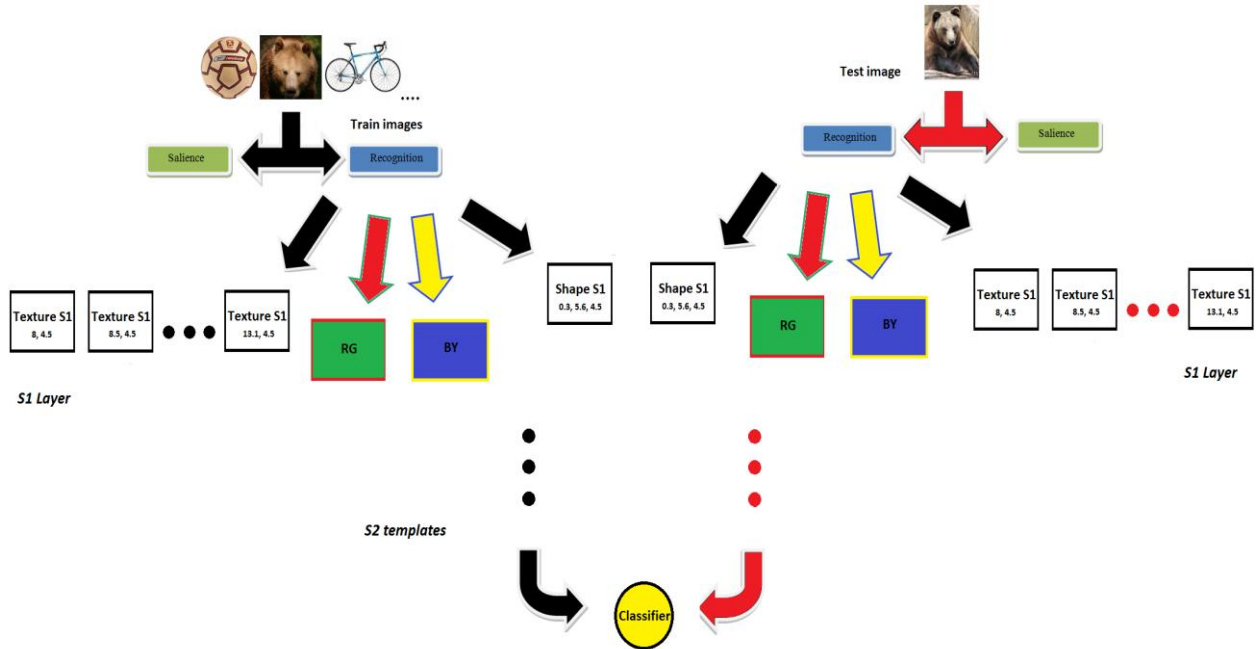 ....
Test image
Train images
Salience
Recognition
Recognition
Salience
Texture S1
8, 4.5
Texture S1
8.5, 4.5
Texture S1
13.1, 4.5
RG
BY
Shape S1
0.3, 5.6, 4.5
Shape S1
0.3, 5.6, 4.5
RG
BY
Texture S1
8, 4.5
Texture S1
8.5, 4.5
Texture S1
13.1, 4.5
S1 Layer
S1 Layer
S2 templates
Classifier